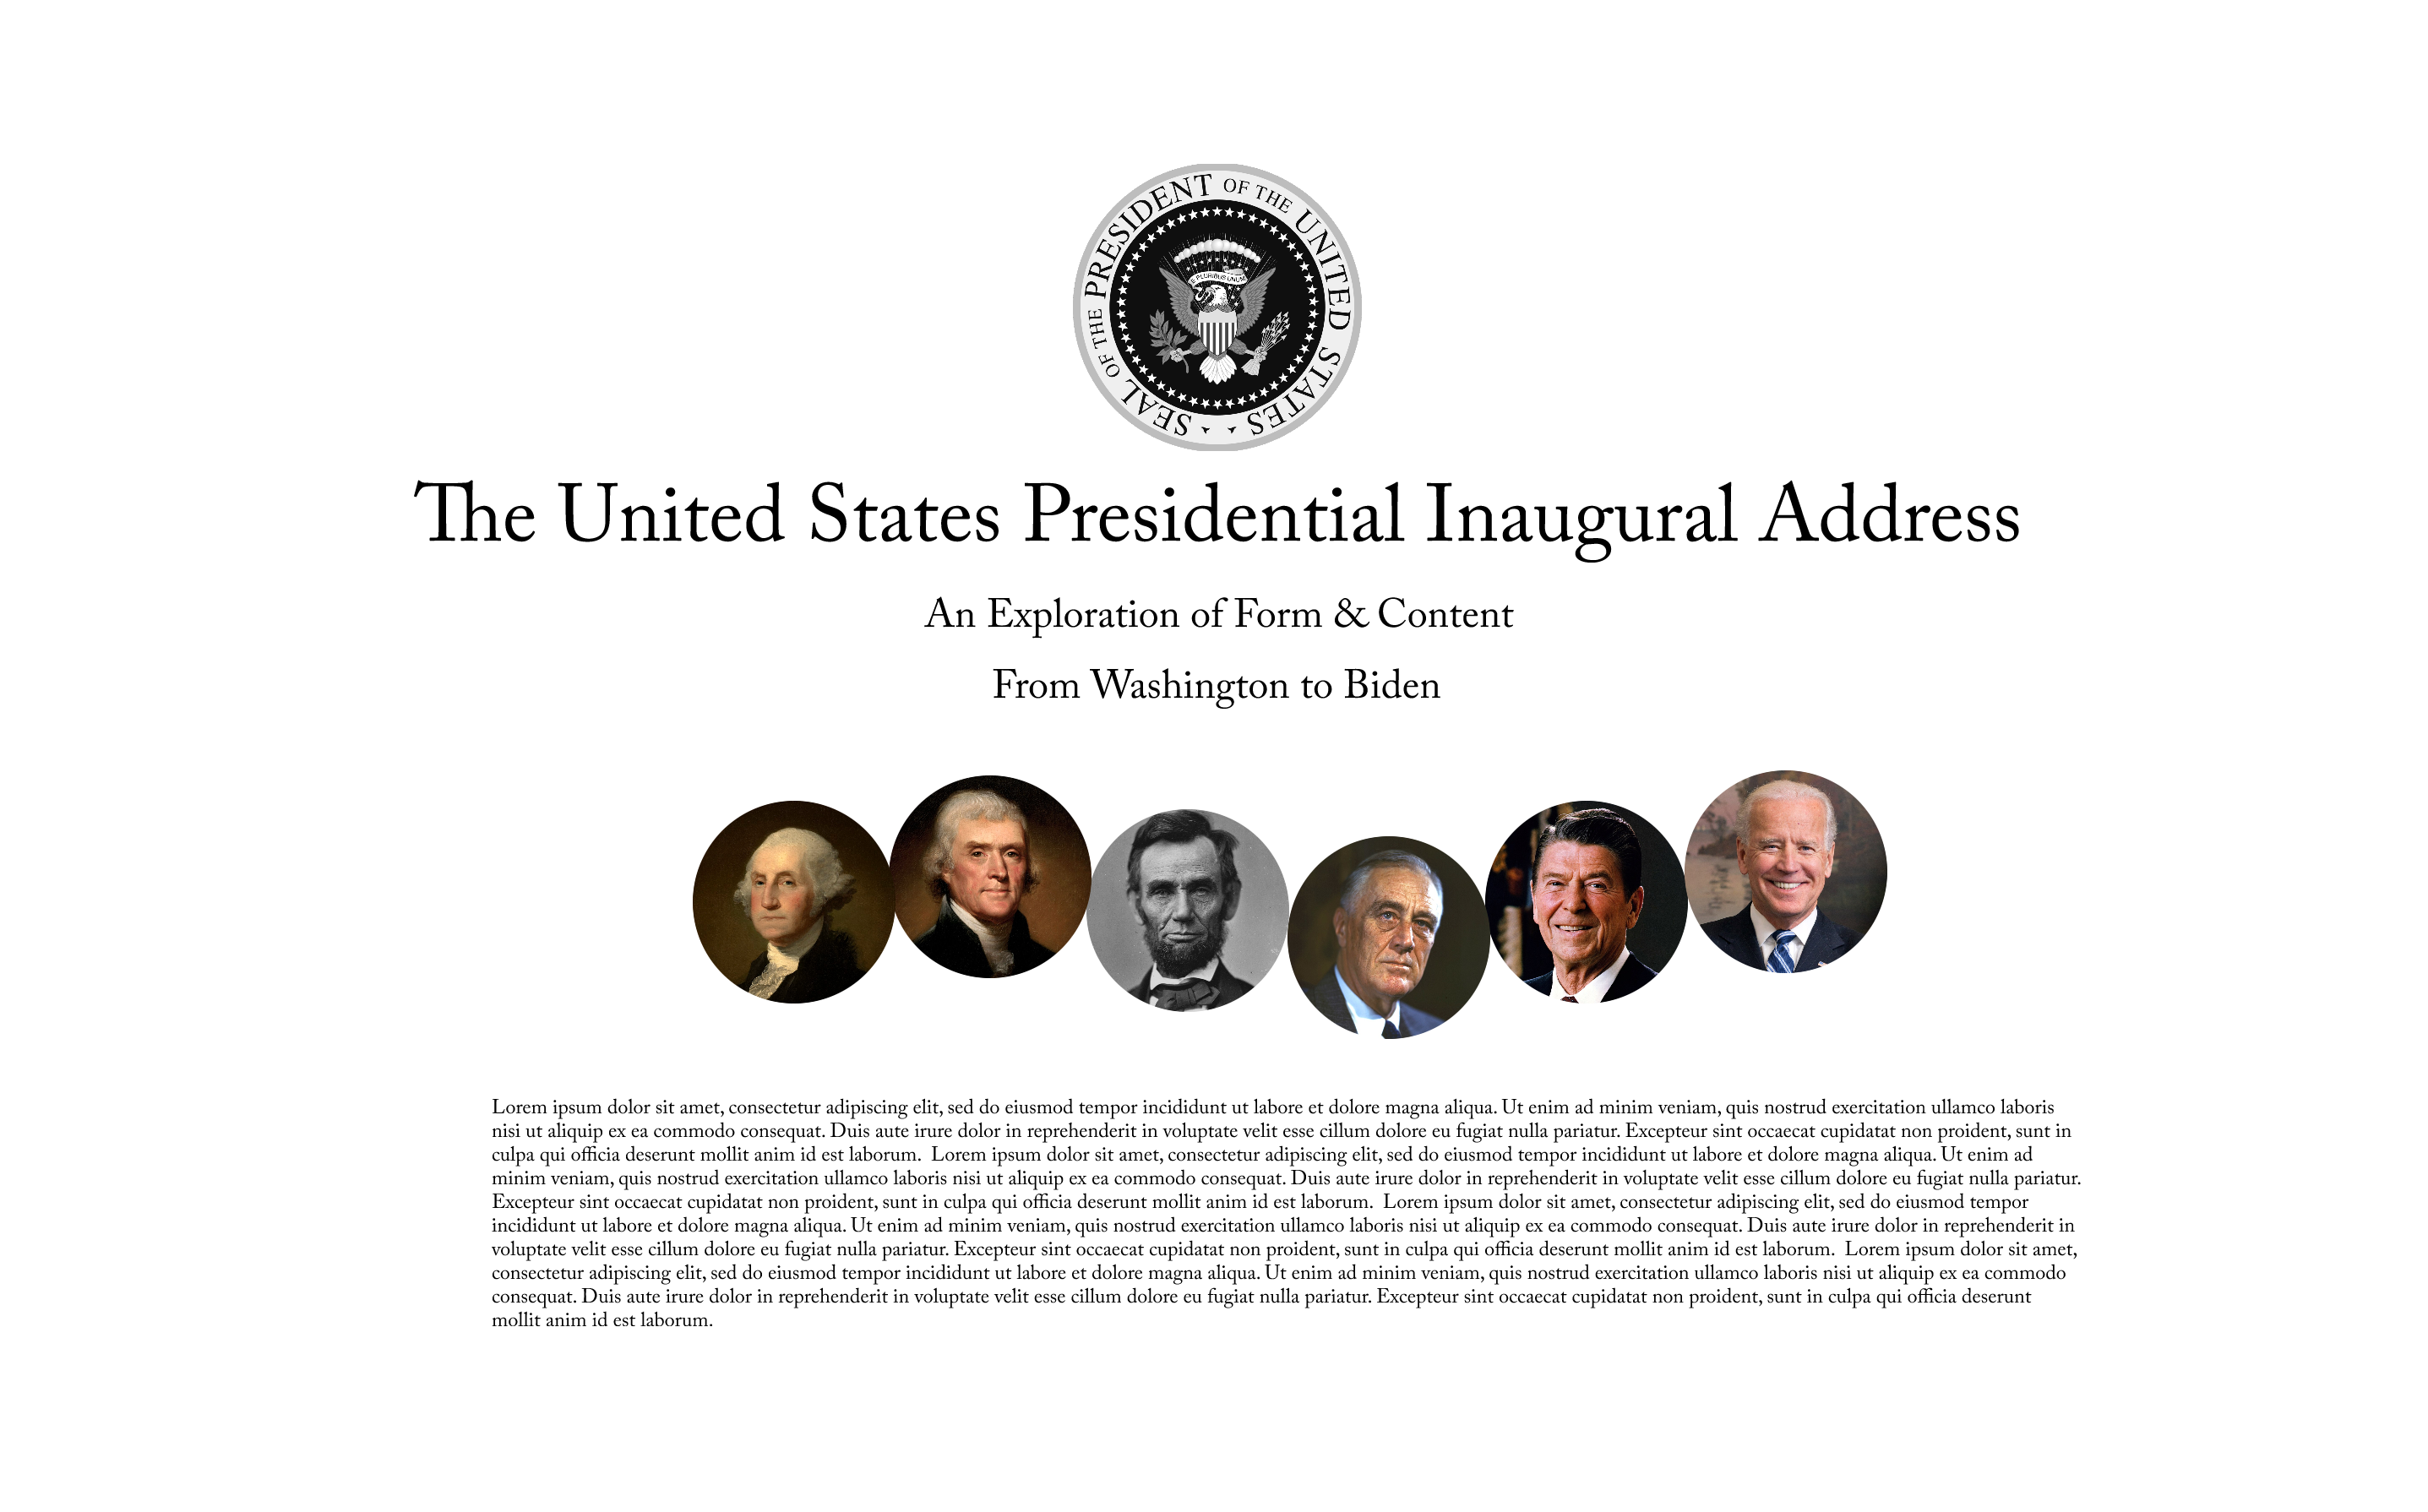 SEAL OF THE PRESIDENT OF THE UNITED STATES
E PLURIBUS UNUM
The United States Presidential Inaugural Address
An Exploration of Form & Content
From Washington to Biden
Lorem ipsum dolor sit amet, consectetur adipiscing elit, sed do eiusmod tempor incididunt ut labore et dolore magna aliqua. Ut enim ad minim veniam, quis nostrud exercitation ullamco laboris
nisi ut aliquip ex ea commodo consequat. Duis aute irure dolor in reprehenderit in voluptate velit esse cillum dolore eu fugiat nulla pariatur. Excepteur sint occaecat cupidatat non proident, sunt in
culpa qui officia deserunt mollit anim id est laborum.  Lorem ipsum dolor sit amet, consectetur adipiscing elit, sed do eiusmod tempor incididunt ut labore et dolore magna aliqua. Ut enim ad
minim veniam, quis nostrud exercitation ullamco laboris nisi ut aliquip ex ea commodo consequat. Duis aute irure dolor in reprehenderit in voluptate velit esse cillum dolore eu fugiat nulla pariatur.
Excepteur sint occaecat cupidatat non proident, sunt in culpa qui officia deserunt mollit anim id est laborum.  Lorem ipsum dolor sit amet, consectetur adipiscing elit, sed do eiusmod tempor
incididunt ut labore et dolore magna aliqua. Ut enim ad minim veniam, quis nostrud exercitation ullamco laboris nisi ut aliquip ex ea commodo consequat. Duis aute irure dolor in reprehenderit in
voluptate velit esse cillum dolore eu fugiat nulla pariatur. Excepteur sint occaecat cupidatat non proident, sunt in culpa qui officia deserunt mollit anim id est laborum.  Lorem ipsum dolor sit amet,
consectetur adipiscing elit, sed do eiusmod tempor incididunt ut labore et dolore magna aliqua. Ut enim ad minim veniam, quis nostrud exercitation ullamco laboris nisi ut aliquip ex ea commodo
consequat. Duis aute irure dolor in reprehenderit in voluptate velit esse cillum dolore eu fugiat nulla pariatur. Excepteur sint occaecat cupidatat non proident, sunt in culpa qui officia deserunt
mollit anim id est laborum.